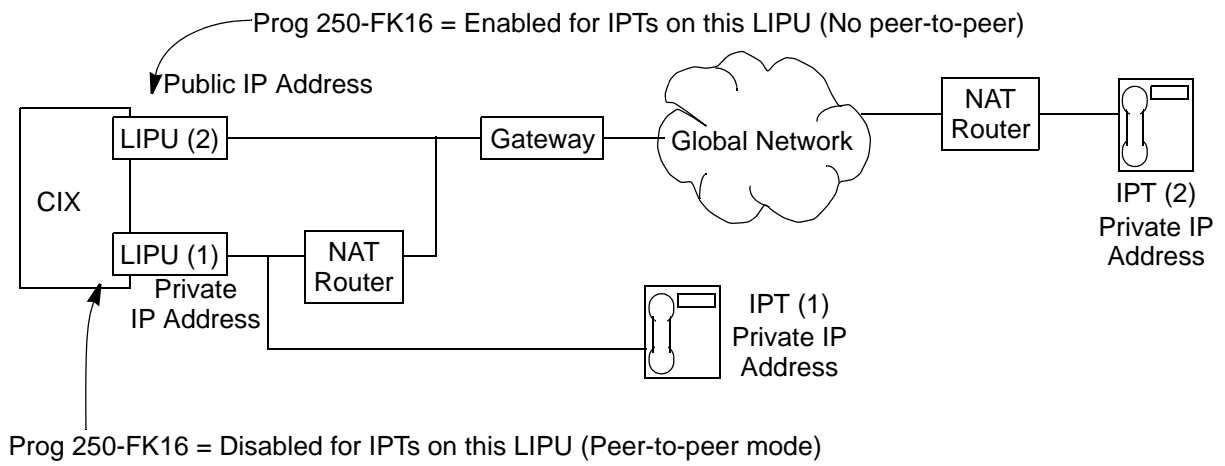 Prog 250-FK16 = Enabled for IPTs on this LIPU (No peer-to-peer)
Public IP Address
LIPU (2)
Gateway
Global Network
NAT
Router
IPT (2)
Private IP
Address
CIX
LIPU (1)
Private
IP Address
NAT
Router
IPT (1)
Private IP
Address
Prog 250-FK16 = Disabled for IPTs on this LIPU (Peer-to-peer mode)